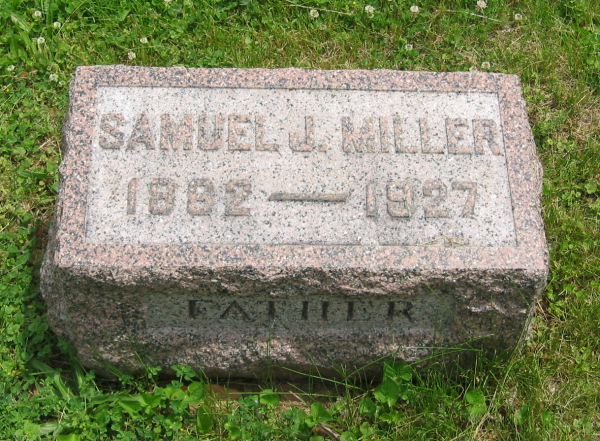 SAMUEL J. MILLER
1882 — 1927
FATHER